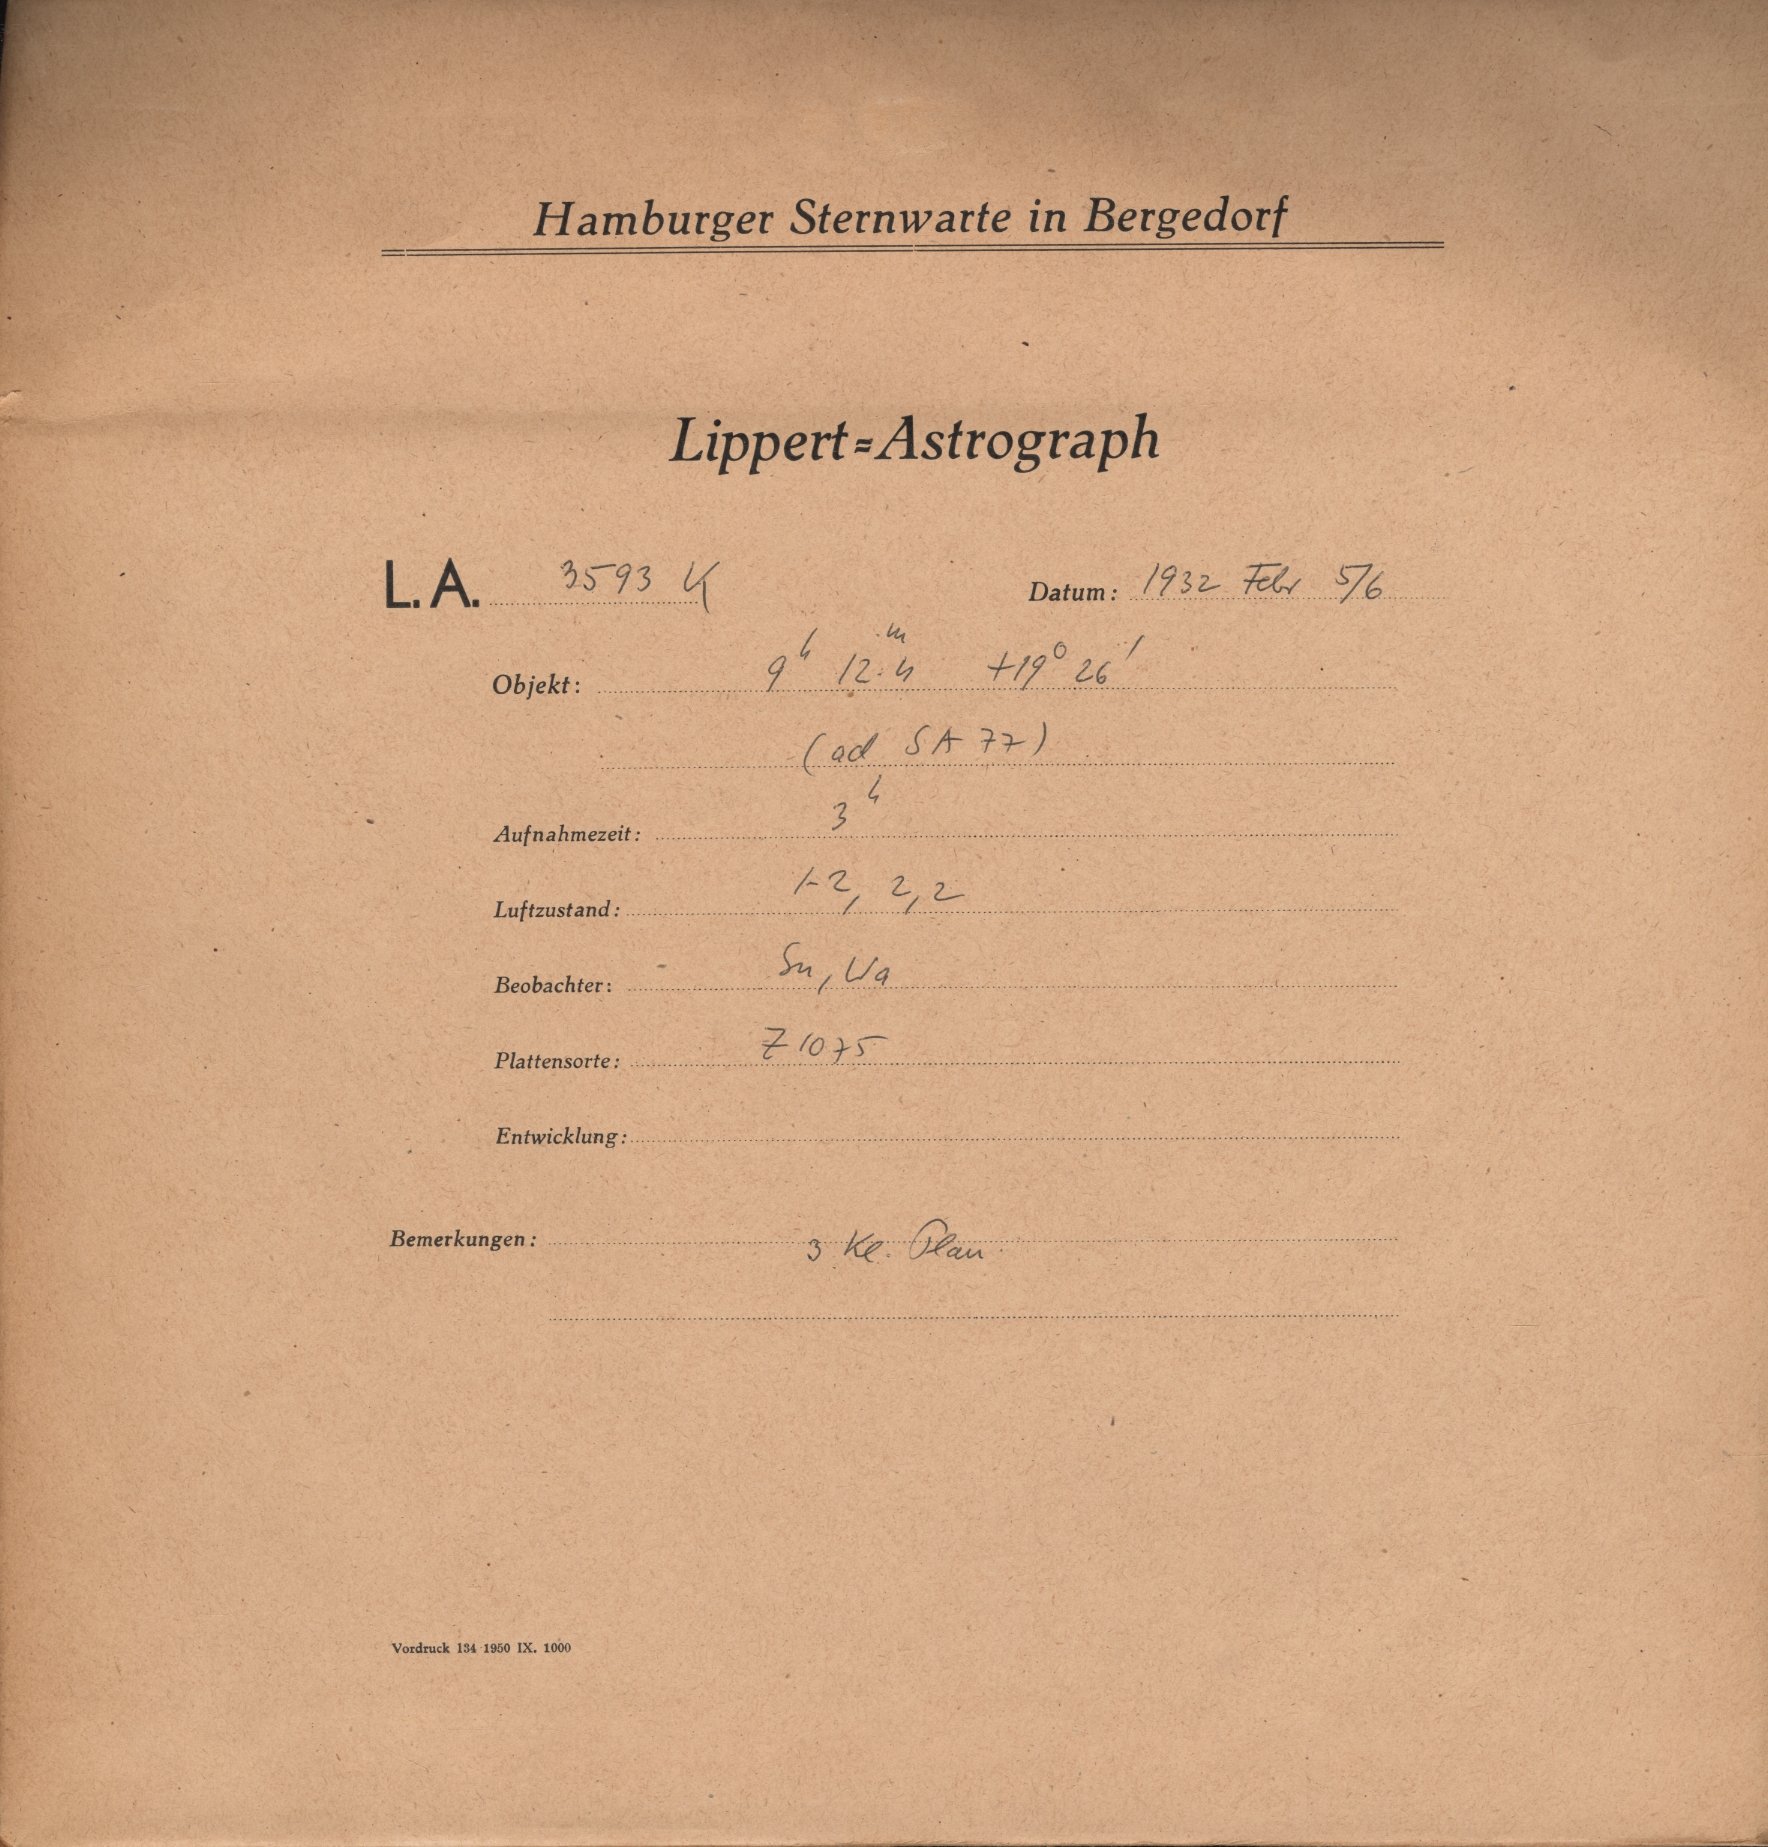 Hamburger Sternwarte in Bergedorf
Lippert=Astrograph
L. A. 3593 K Datum: 1932 Febr 5/6
Objekt: 9ʰ 12.4ᵐ +19° 26'
(ad SA 77)
Aufnahmezeit: 3ʰ
Luftzustand: 1-2, 2, 2
Beobachter: Sn, Wa
Plattensorte: Z 1075
Entwicklung:
Bemerkungen: 3 Kl. Plan.
Vordruck 134 1950 IX. 1000